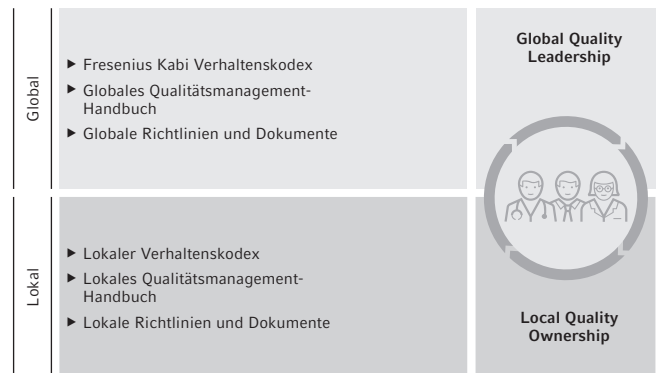 Global
▶ Fresenius Kabi Verhaltenskodex
▶ Globales Qualitätsmanagement-
Handbuch
▶ Globale Richtlinien und Dokumente
Global Quality
Leadership
Lokal
▶ Lokaler Verhaltenskodex
▶ Lokales Qualitätsmanagement-
Handbuch
▶ Lokale Richtlinien und Dokumente
Local Quality
Ownership